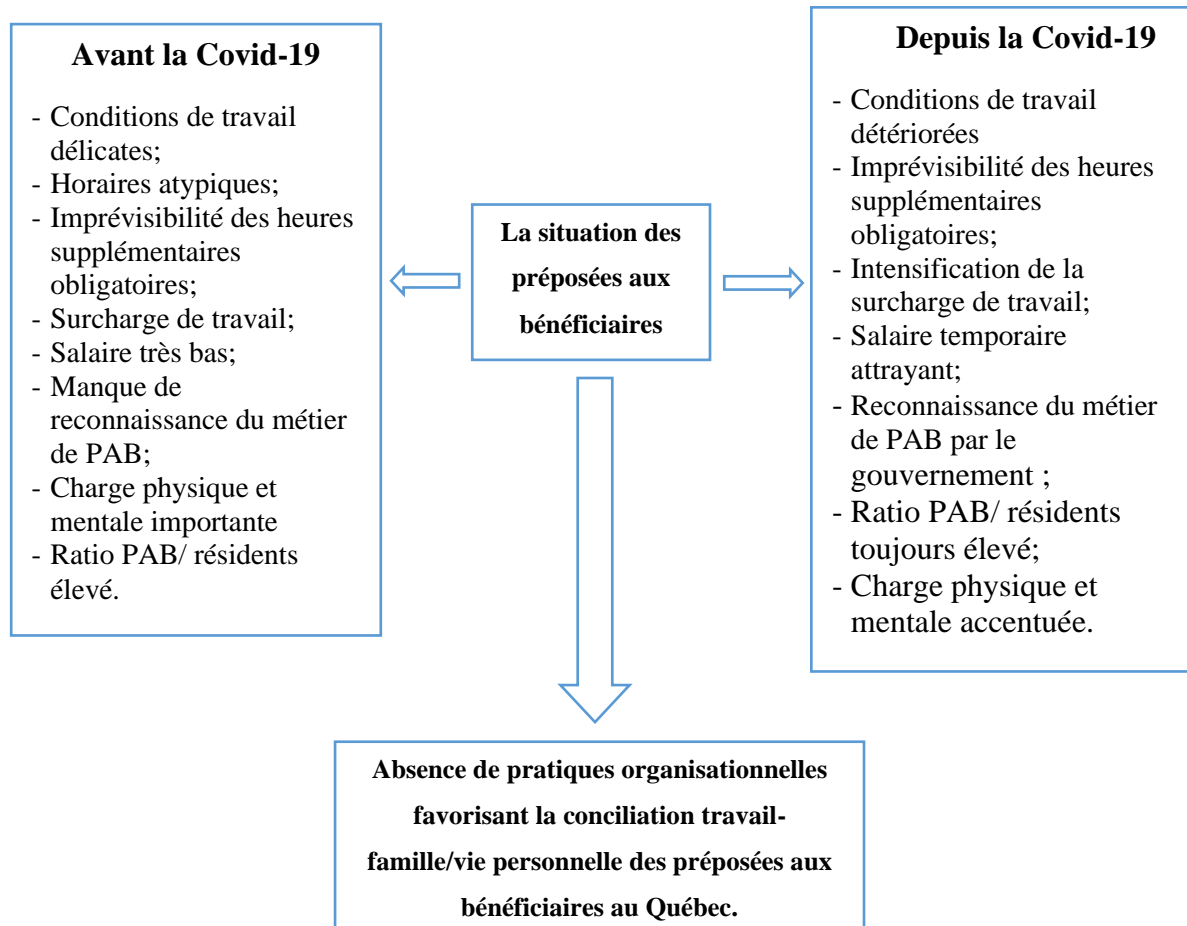 Avant la Covid-19
- Conditions de travail
délicates;
- Horaires atypiques;
- Imprévisibilité des heures
supplémentaires
obligatoires;
- Surcharge de travail;
- Salaire très bas;
- Manque de
reconnaissance du métier
de PAB;
- Charge physique et
mentale importante
- Ratio PAB/ résidents
élevé.
La situation des
préposées aux
bénéficiaires
Depuis la Covid-19
- Conditions de travail
détériorées
- Imprévisibilité des heures
supplémentaires
obligatoires;
- Intensification de la
surcharge de travail;
- Salaire temporaire
attrayant;
- Reconnaissance du métier
de PAB par le
gouvernement ;
- Ratio PAB/ résidents
toujours élevé;
- Charge physique et
mentale accentuée.
Absence de pratiques organisationnelles
favorisant la conciliation travail-
famille/vie personnelle des préposées aux
bénéficiaires au Québec.